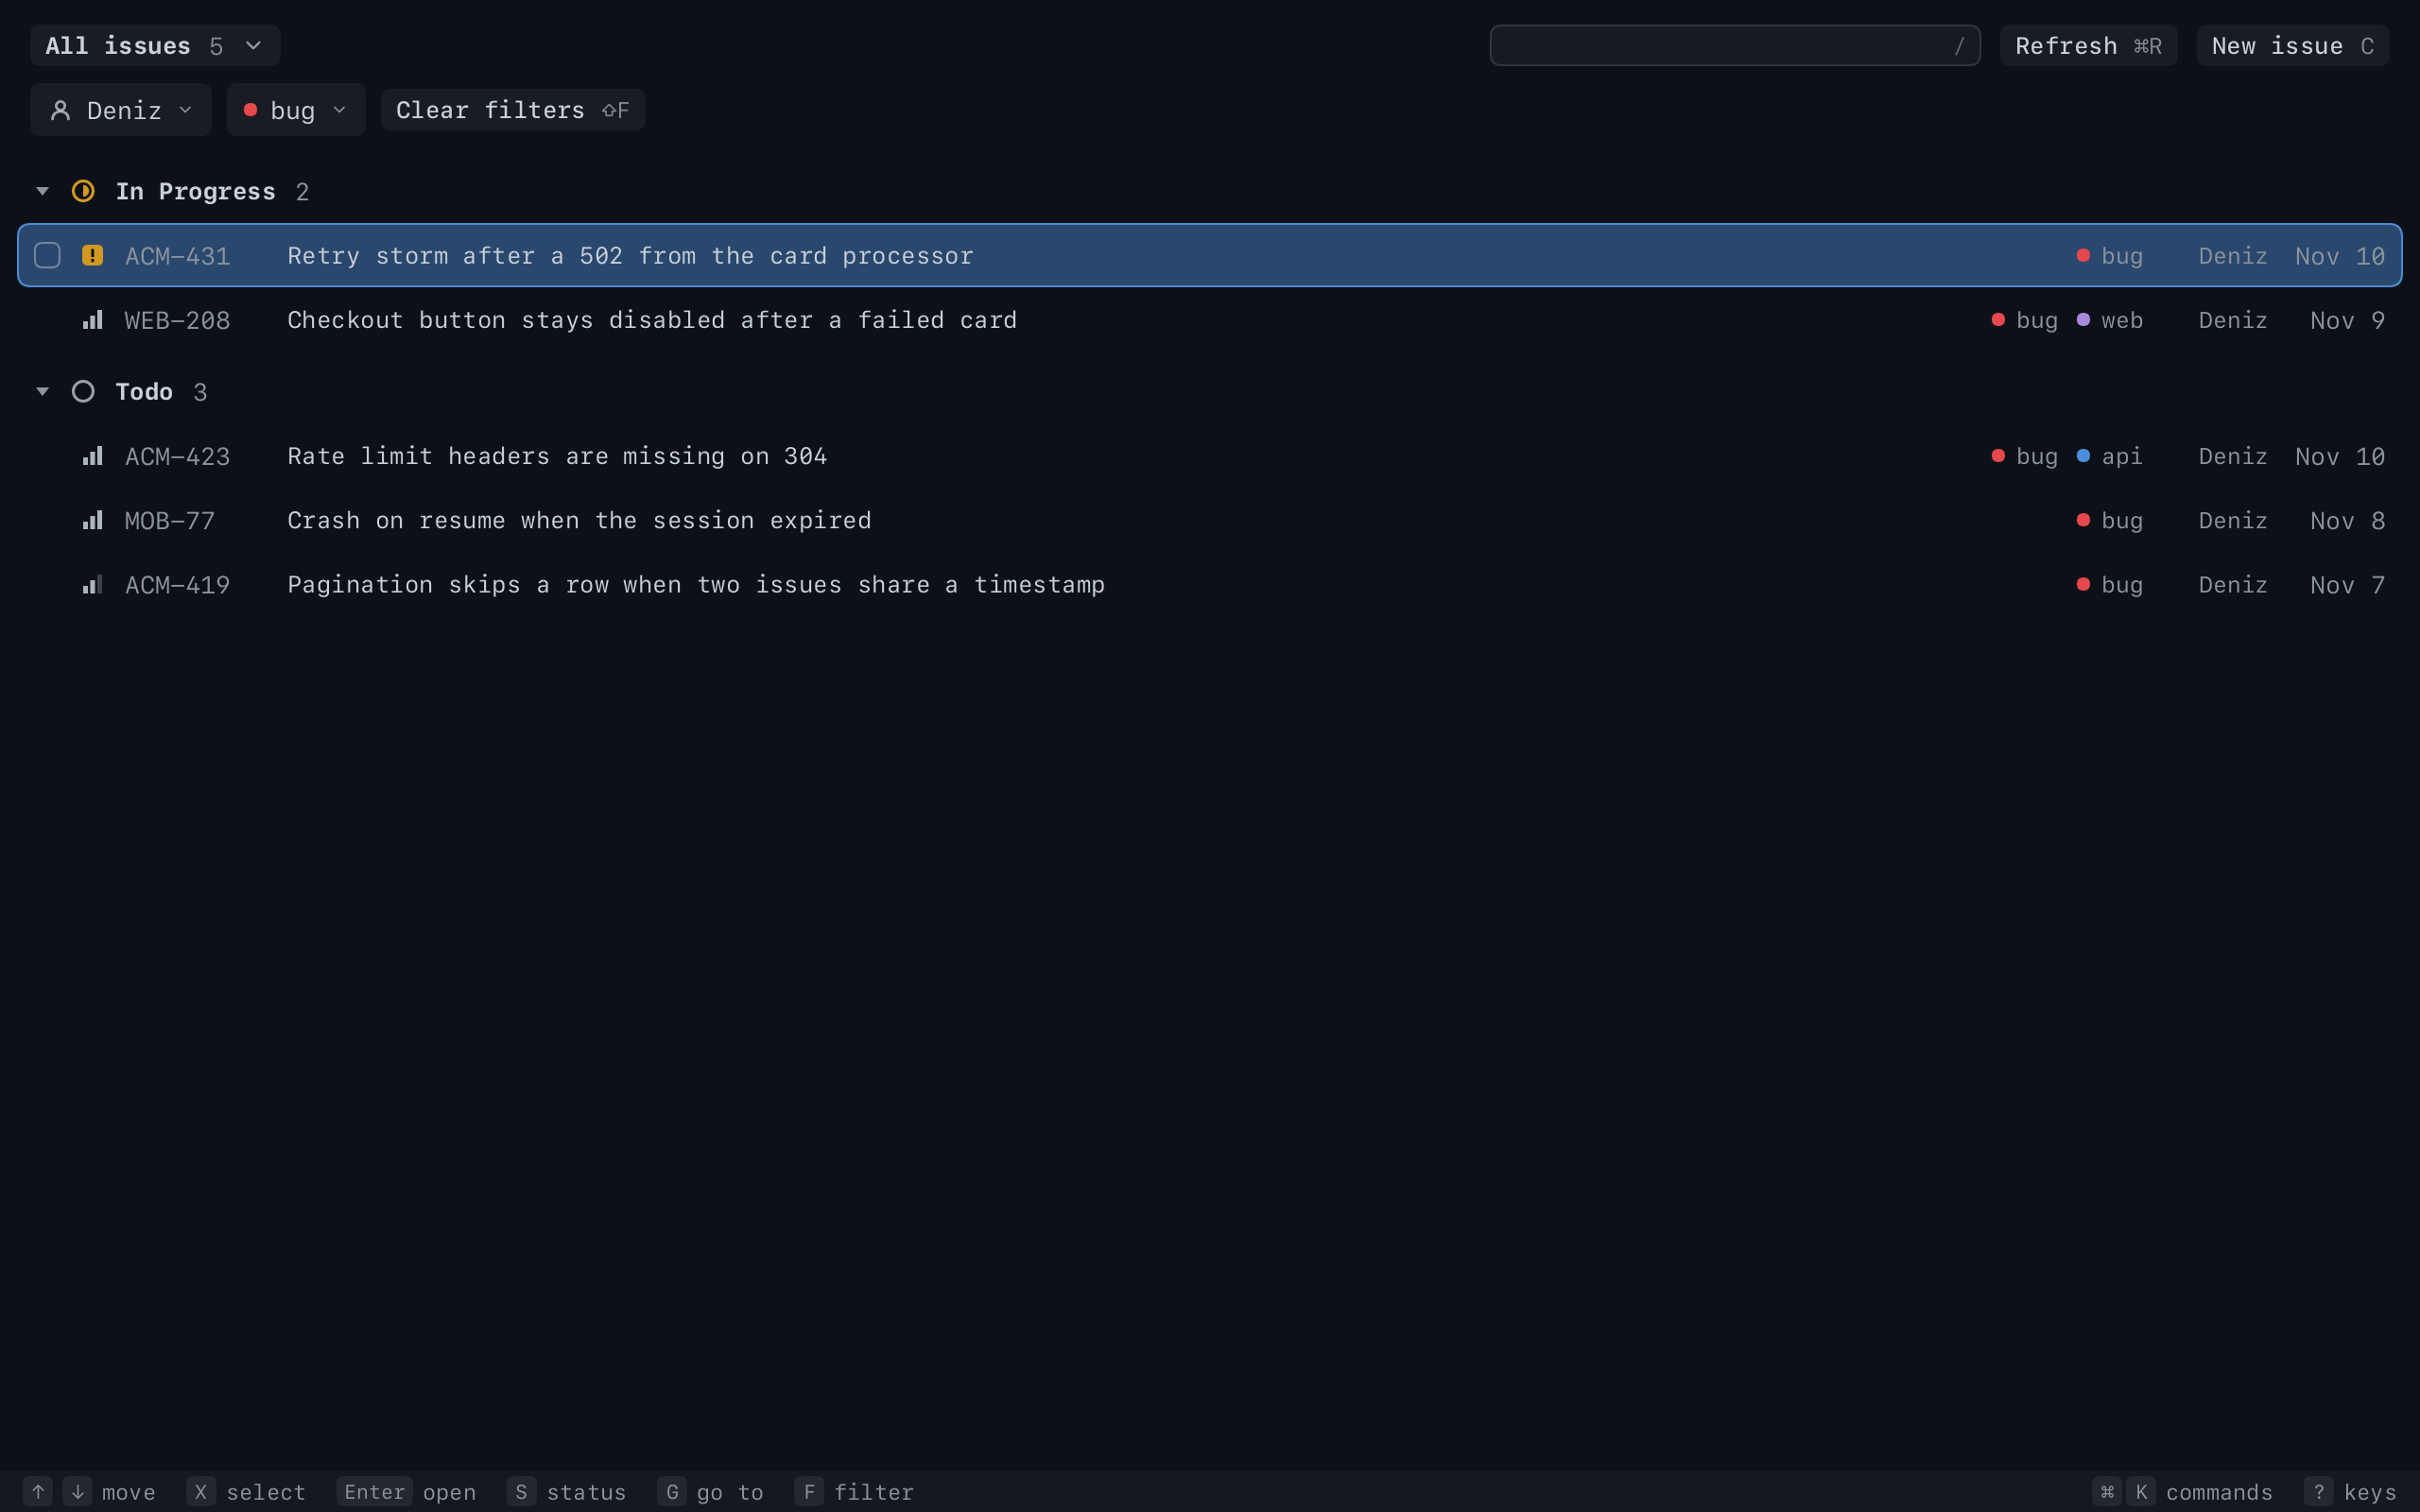 All issues 5 / Refresh ⌘R New issue C
Deniz bug Clear filters ⇧F
In Progress 2
ACM-431 Retry storm after a 502 from the card processor bug Deniz Nov 10
WEB-208 Checkout button stays disabled after a failed card bug web Deniz Nov 9
Todo 3
ACM-423 Rate limit headers are missing on 304 bug api Deniz Nov 10
MOB-77 Crash on resume when the session expired bug Deniz Nov 8
ACM-419 Pagination skips a row when two issues share a timestamp bug Deniz Nov 7
↑ ↓ move X select Enter open S status G go to F filter ⌘ K commands ? keys